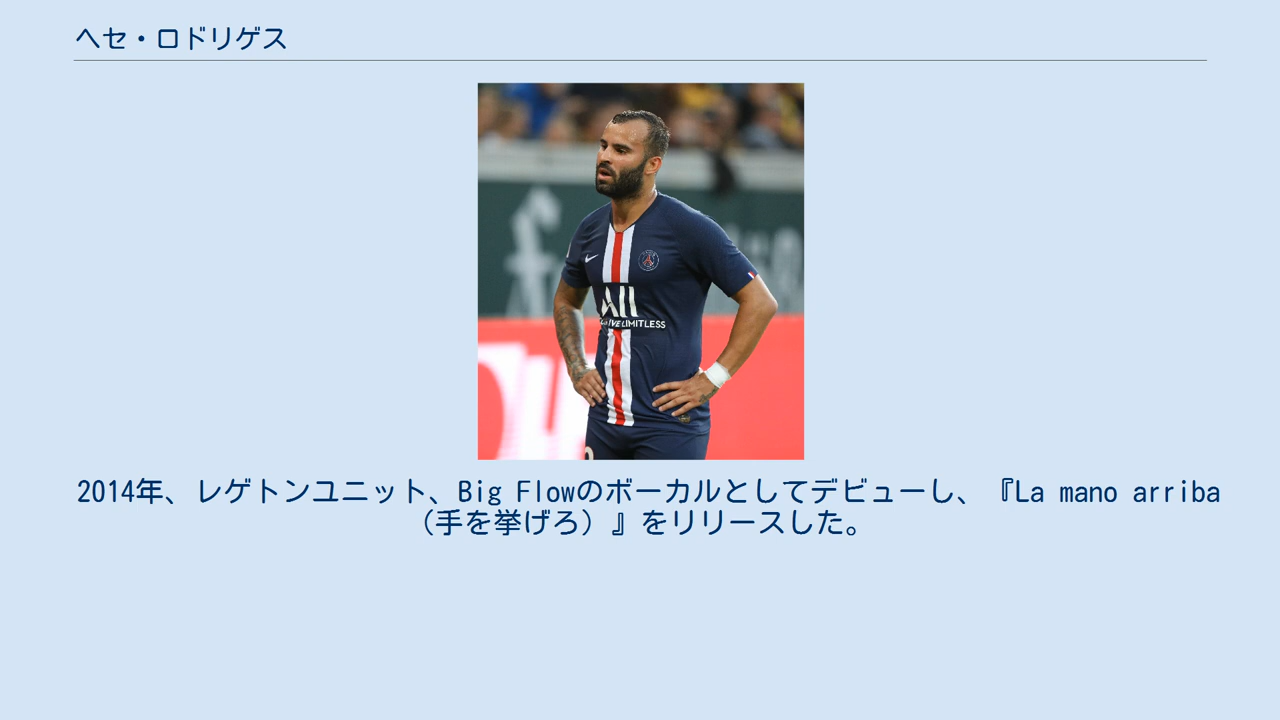 ヘセ・ロドリゲス
All
LIMITLESS
2014年、レゲトンユニット、Big Flowのボーカルとしてデビューし、『La mano arriba
（手を挙げろ）』をリリースした。